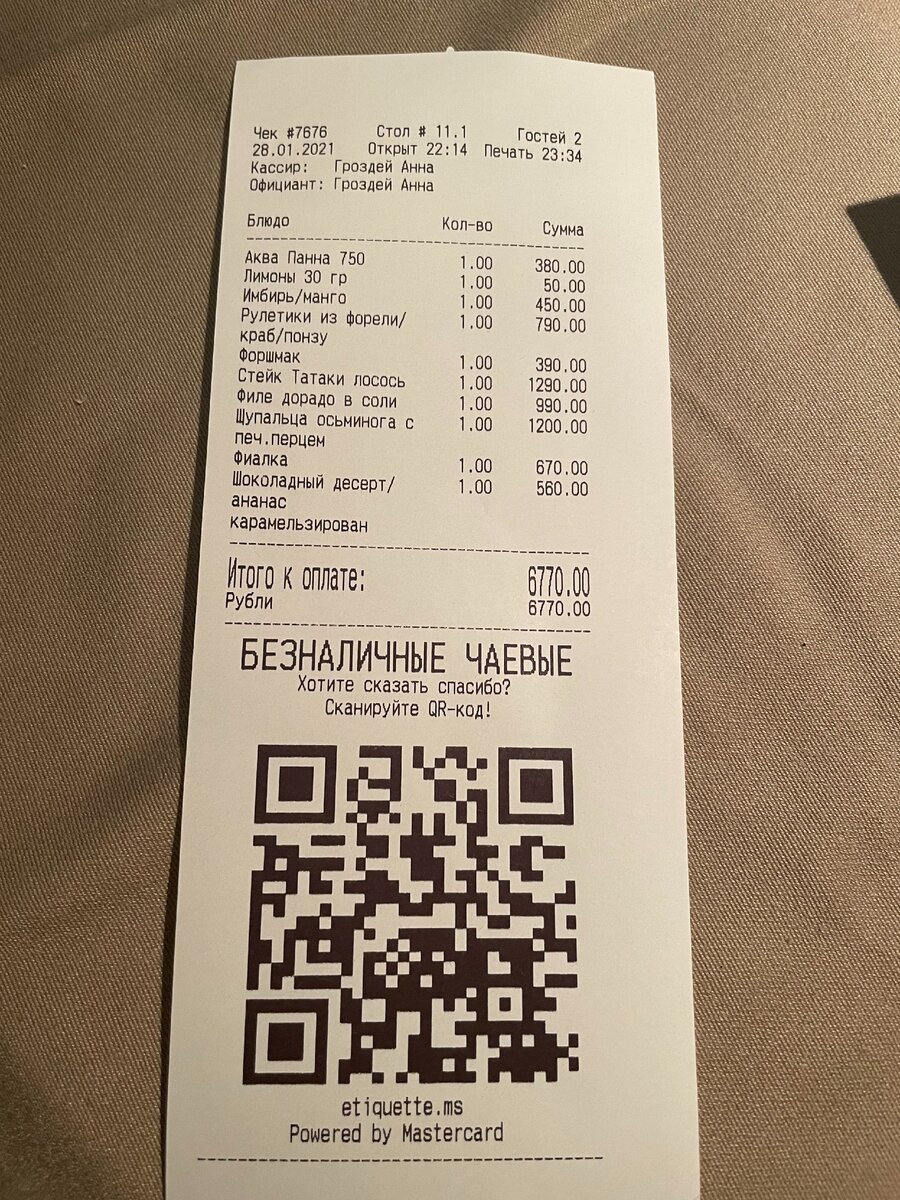 Чек #7676 Стол # 11.1 Гостей 2
28.01.2021 Открыт 22:14 Печать 23:34
Кассир: Гроздей Анна
Официант: Гроздей Анна
Блюдо Кол-во Сумма
Аква Панна 750 1.00 380.00
Лимоны 30 гр 1.00 50.00
Имбирь/манго 1.00 450.00
Рулетики из форели/ 1.00 790.00
краб/понзу
Форшмак 1.00 390.00
Стейк Татаки лосось 1.00 1290.00
Филе дорадо в соли 1.00 990.00
Щупальца осьминога с 1.00 1200.00
печ.перцем
Фиалка 1.00 670.00
Шоколадный десерт/ 1.00 560.00
ананас
карамельзирован
Итого к оплате: 6770.00
Рубли 6770.00
БЕЗНАЛИЧНЫЕ ЧАЕВЫЕ
Хотите сказать спасибо?
Сканируйте QR-код!
etiquette.ms
Powered by Mastercard